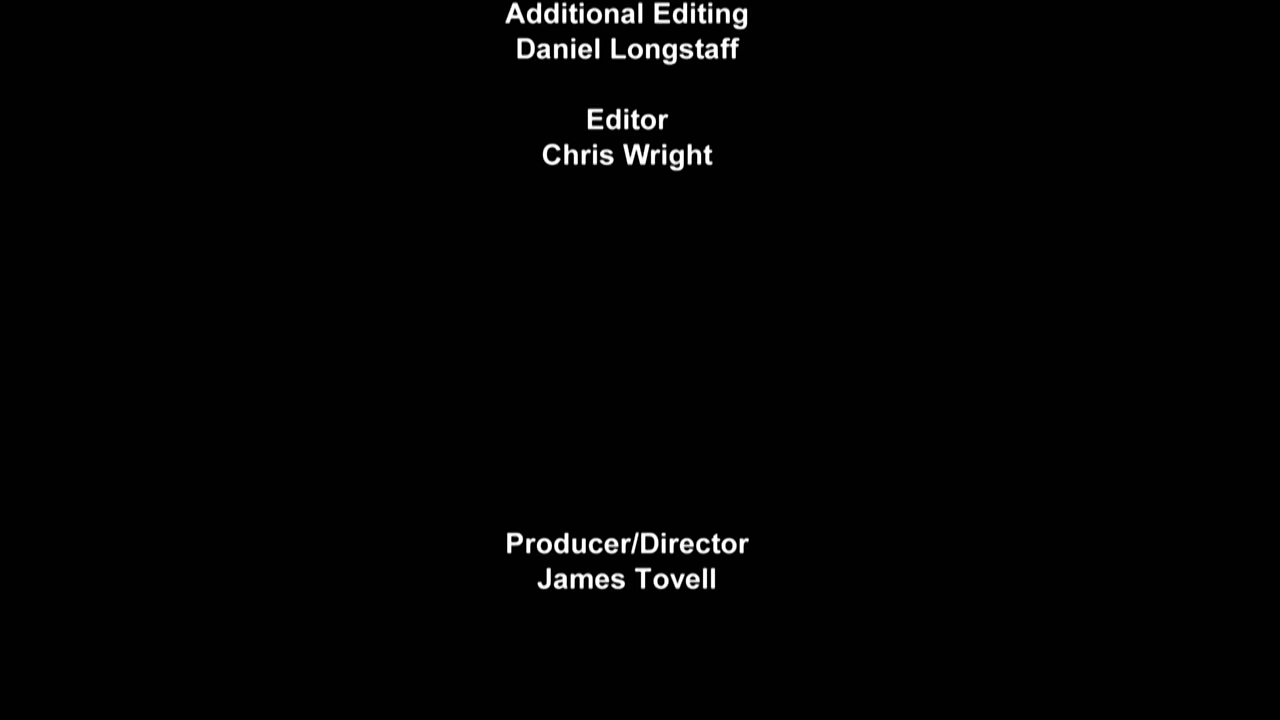 Additional Editing
Daniel Longstaff
Editor
Chris Wright
Producer/Director
James Tovell